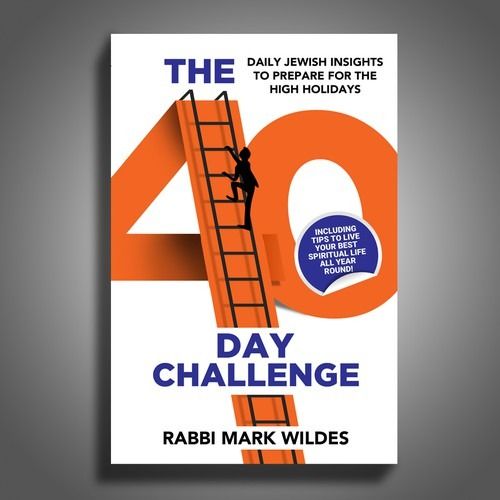 THE
DAILY JEWISH INSIGHTS
TO PREPARE FOR THE
HIGH HOLIDAYS
40
INCLUDING
TIPS TO LIVE
YOUR BEST
SPIRITUAL LIFE
ALL YEAR
ROUND!
DAY
CHALLENGE
RABBI MARK WILDES